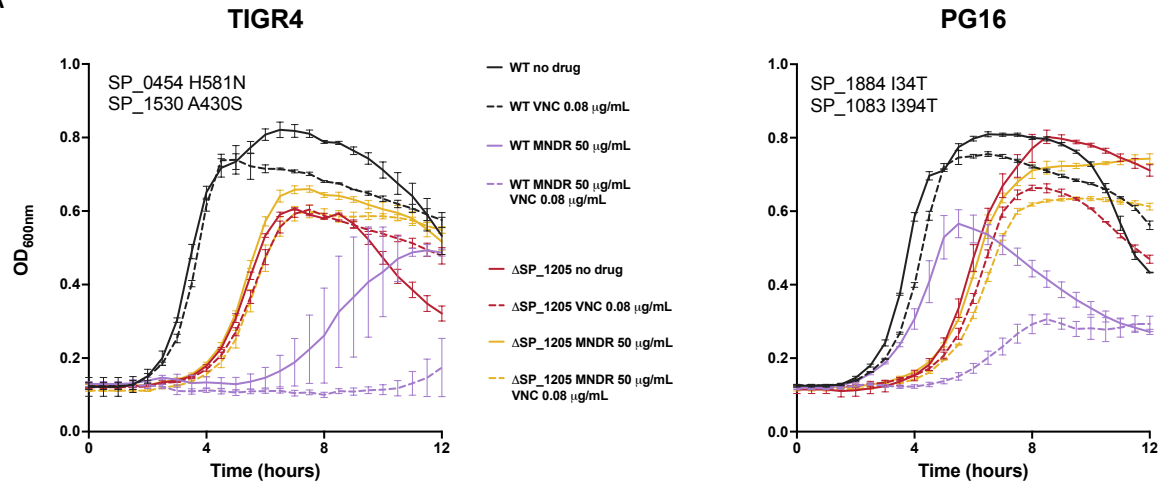 TIGR4
PG16
SP_0454 H581N
SP_1530 A430S
OD600nm
1.0
0.8
0.6
0.4
0.2
0.0
0
4
8
12
Time (hours)
WT no drug
WT VNC 0.08 μg/mL
WT MNDR 50 μg/mL
WT MNDR 50 μg/mL
VNC 0.08 μg/mL
ΔSP_1205 no drug
ΔSP_1205 VNC 0.08 μg/mL
ΔSP_1205 MNDR 50 μg/mL
ΔSP_1205 MNDR 50 μg/mL
VNC 0.08 μg/mL
SP_1884 I34T
SP_1083 I394T
1.0
0.8
0.6
0.4
0.2
0.0
0
4
8
12
Time (hours)